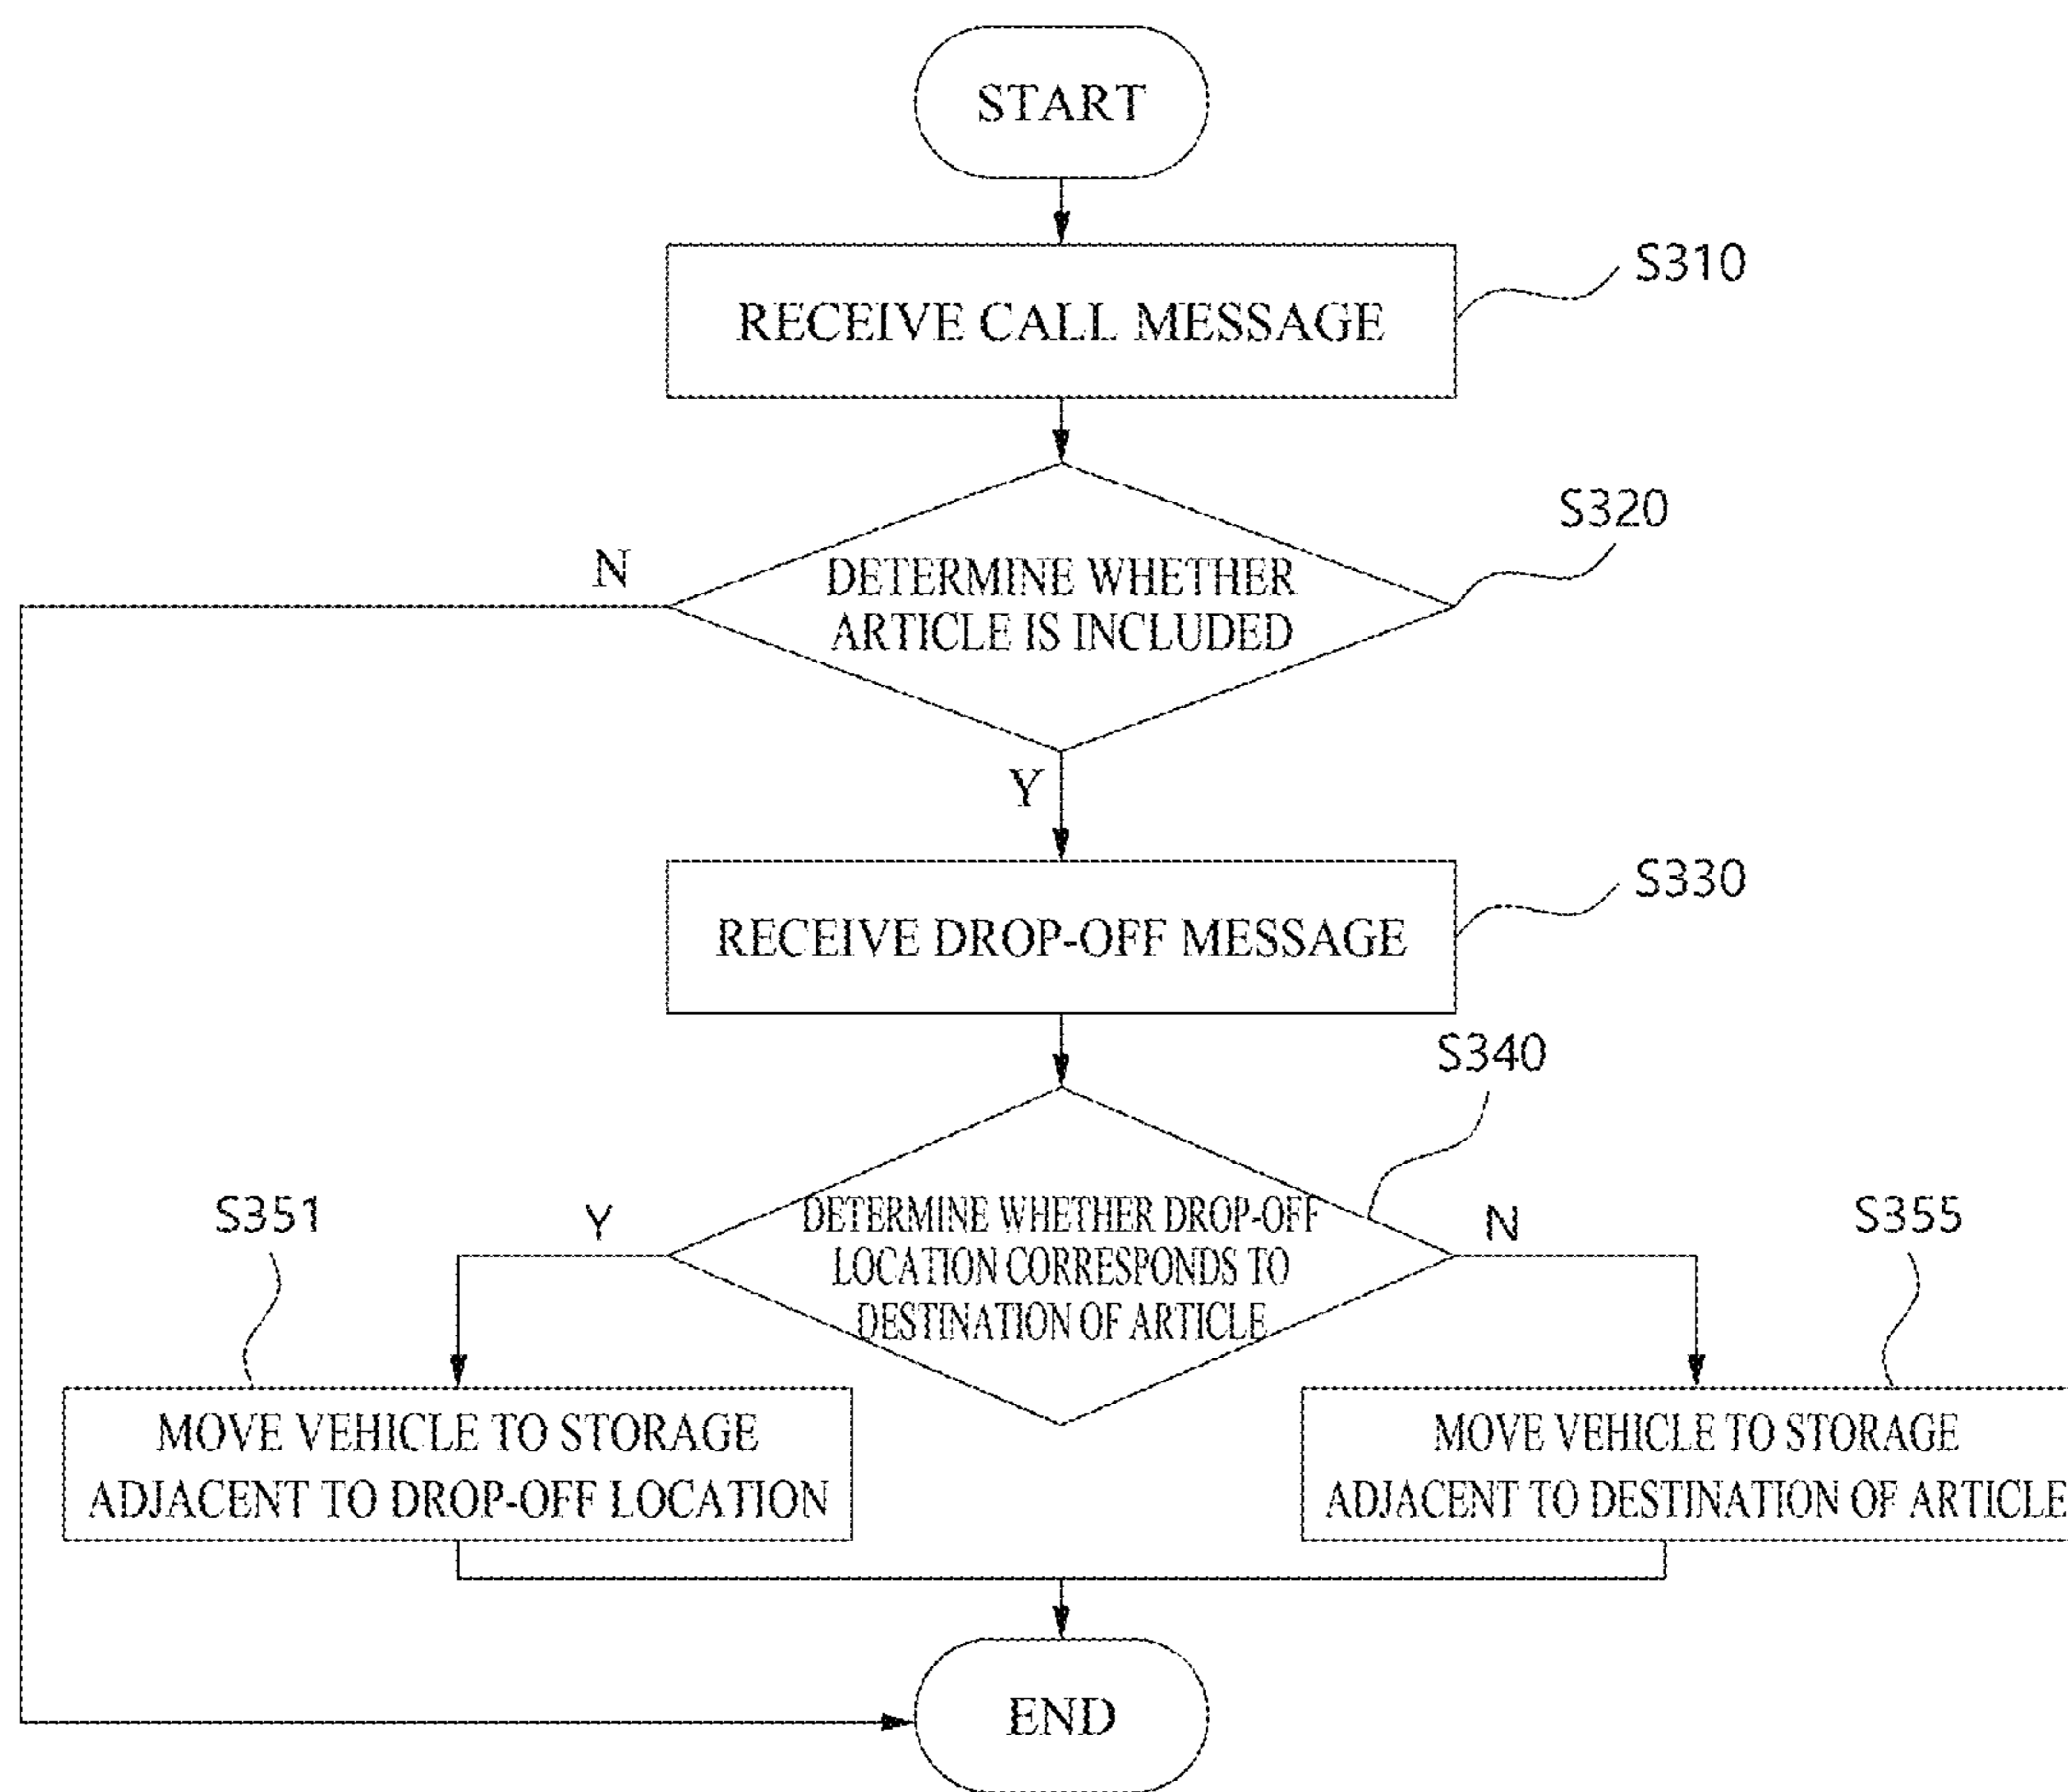 START
S310
RECEIVE CALL MESSAGE
S320
N
DETERMINE WHETHER
ARTICLE IS INCLUDED
Y
S330
RECEIVE DROP-OFF MESSAGE
S340
S351
Y
DETERMINE WHETHER DROP-OFF
LOCATION CORRESPONDS TO
DESTINATION OF ARTICLE
N
S355
MOVE VEHICLE TO STORAGE
ADJACENT TO DROP-OFF LOCATION
MOVE VEHICLE TO STORAGE
ADJACENT TO DESTINATION OF ARTICLE
END